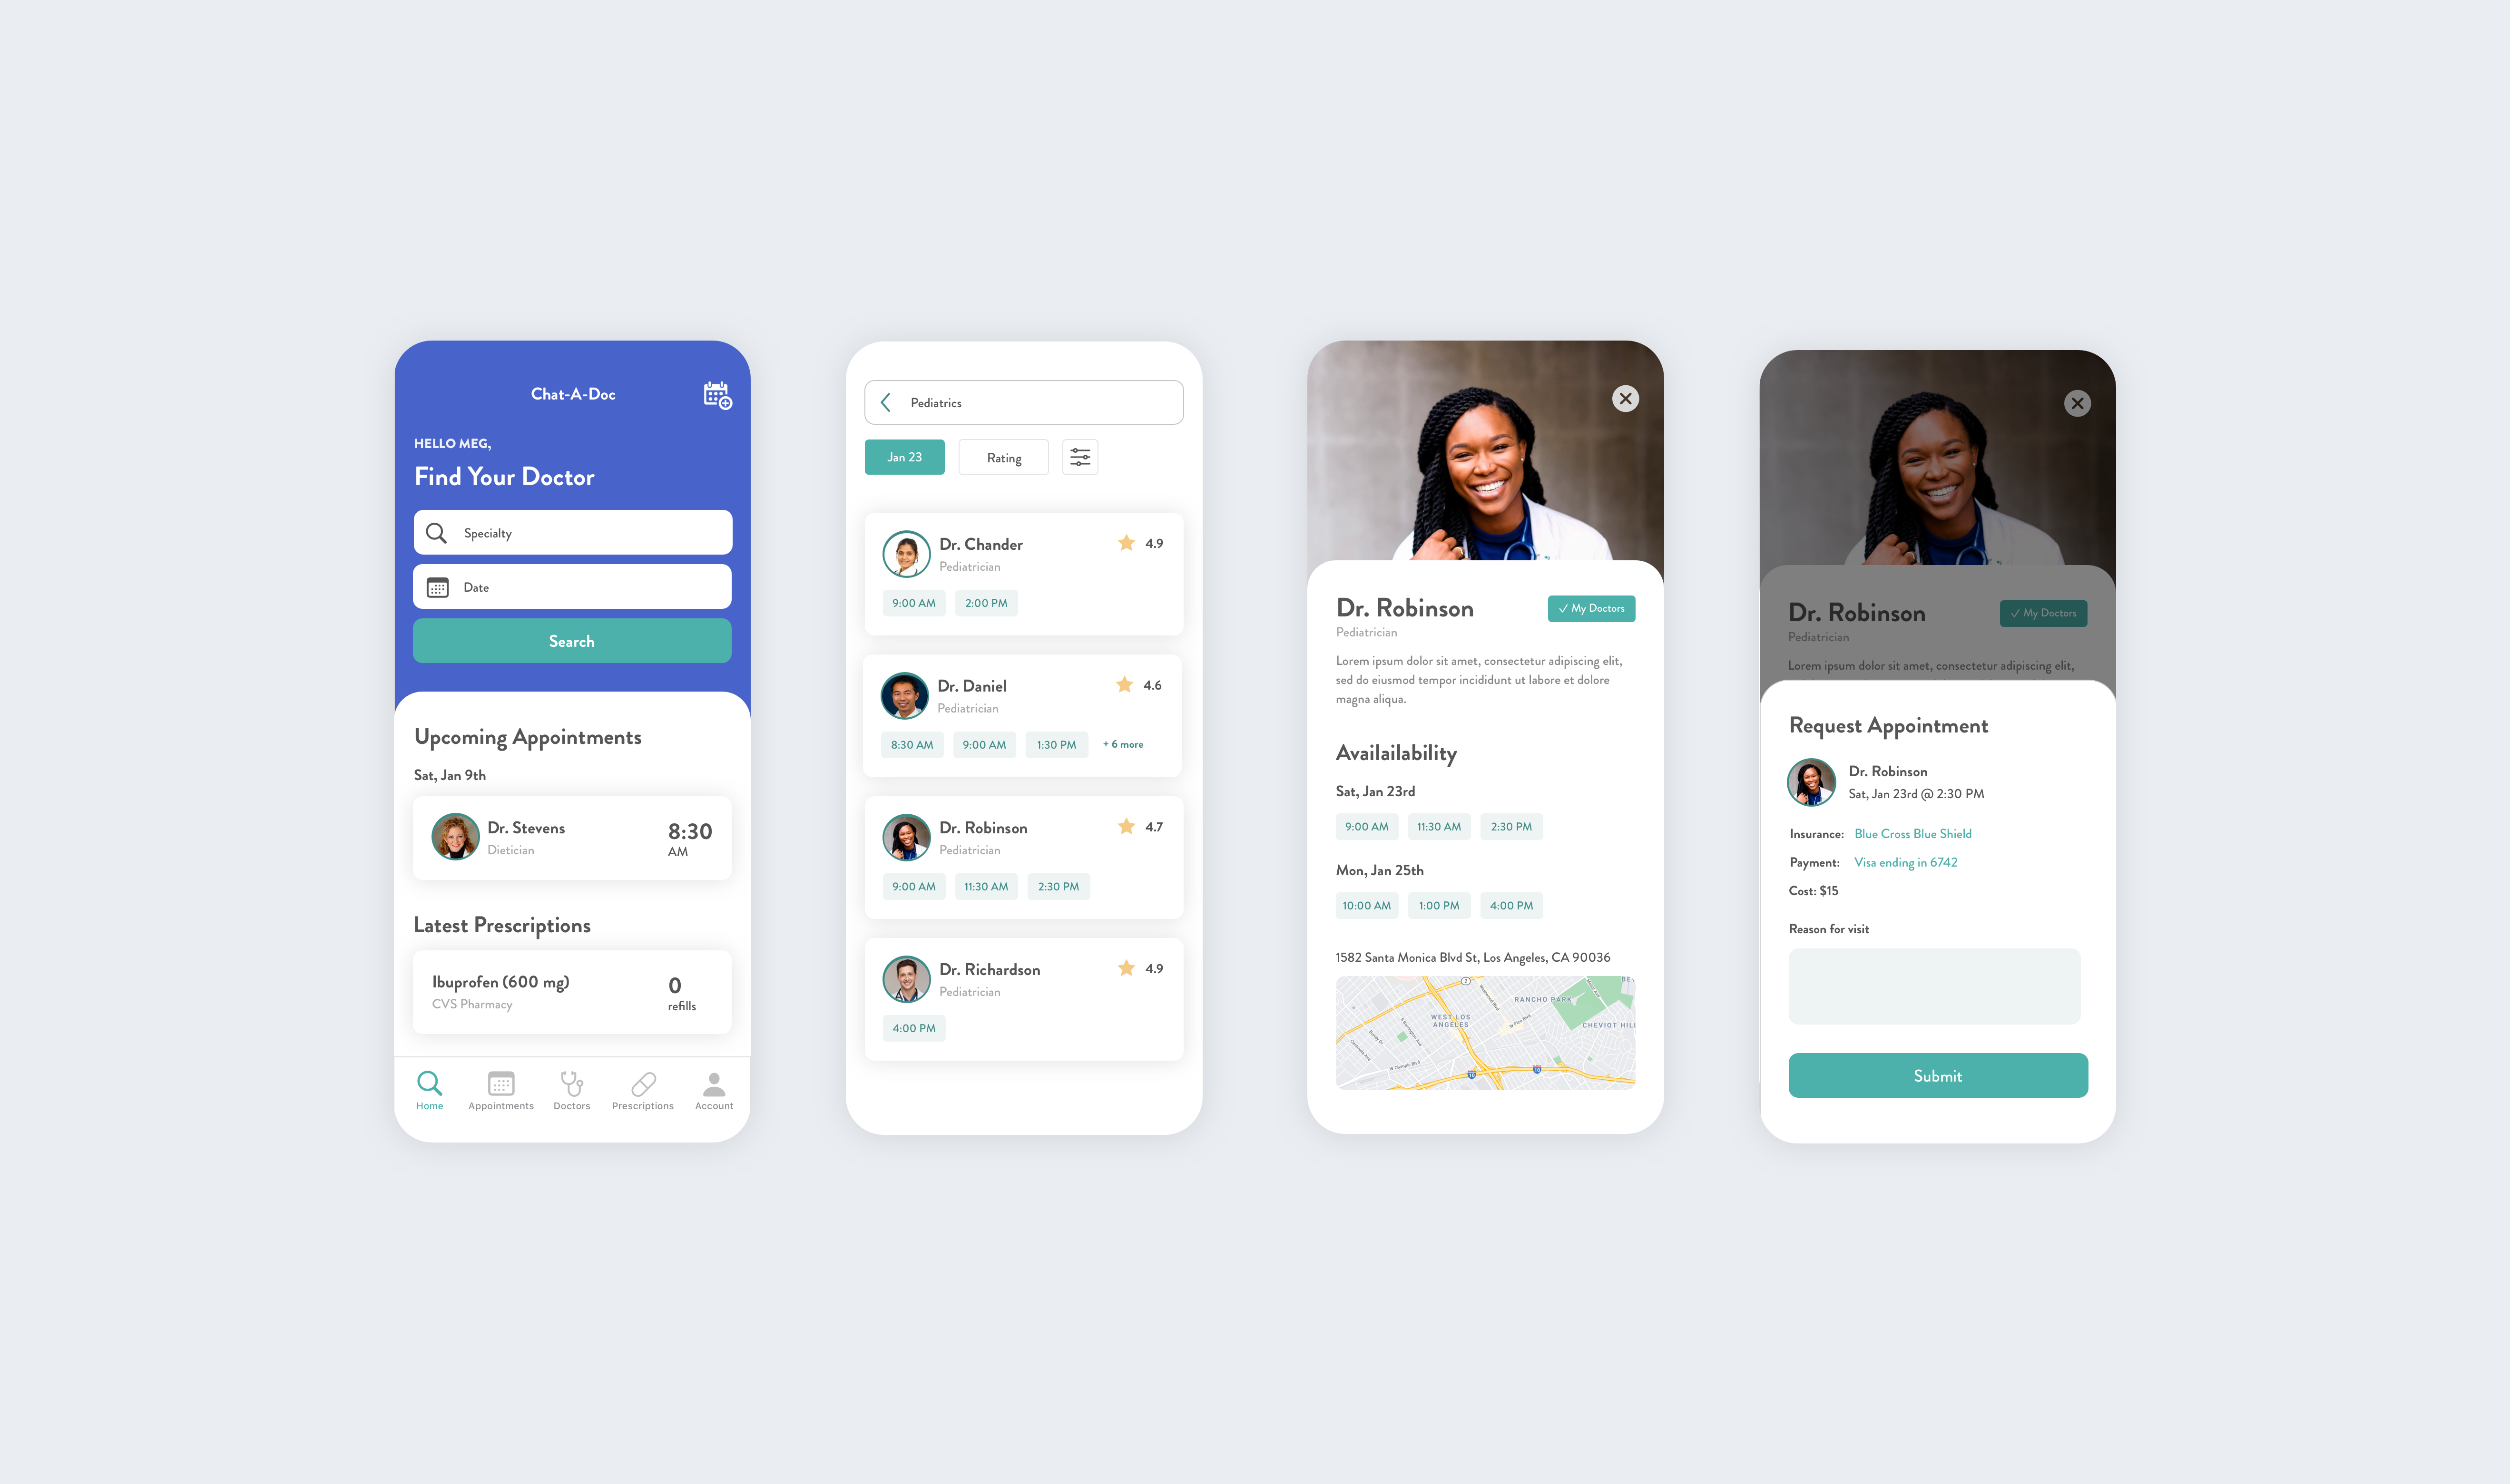 Chat-A-Doc
HELLO MEG,
Find Your Doctor
Specialty
Date
Search
Upcoming Appointments
Sat, Jan 9th
Dr. Stevens
Dietician
8:30
AM
Latest Prescriptions
Ibuprofen (600 mg)
CVS Pharmacy
0
refills
Home
Appointments
Doctors
Prescriptions
Account
Pediatrics
Jan 23
Rating
Dr. Chander
4.9
Pediatrician
9:00 AM
2:00 PM
Dr. Daniel
4.6
Pediatrician
8:30 AM
9:00 AM
1:30 PM
+ 6 more
Dr. Robinson
4.7
Pediatrician
9:00 AM
11:30 AM
2:30 PM
Dr. Richardson
4.9
Pediatrician
4:00 PM
Dr. Robinson
✓ My Doctors
Pediatrician
Lorem ipsum dolor sit amet, consectetur adipiscing elit,
sed do eiusmod tempor incididunt ut labore et dolore
magna aliqua.
Availailability
Sat, Jan 23rd
9:00 AM
11:30 AM
2:30 PM
Mon, Jan 25th
10:00 AM
1:00 PM
4:00 PM
1582 Santa Monica Blvd St, Los Angeles, CA 90036
2
RANCHO PARK
WEST LOS
ANGELES
CHEVIOT HILL
W Pico Blvd
W Olympic Blvd
10
10
Dr. Robinson
✓ My Doctors
Pediatrician
Lorem ipsum dolor sit amet, consectetur adipiscing elit,
Request Appointment
Dr. Robinson
Sat, Jan 23rd @ 2:30 PM
Insurance: Blue Cross Blue Shield
Payment: Visa ending in 6742
Cost: $15
Reason for visit
Submit